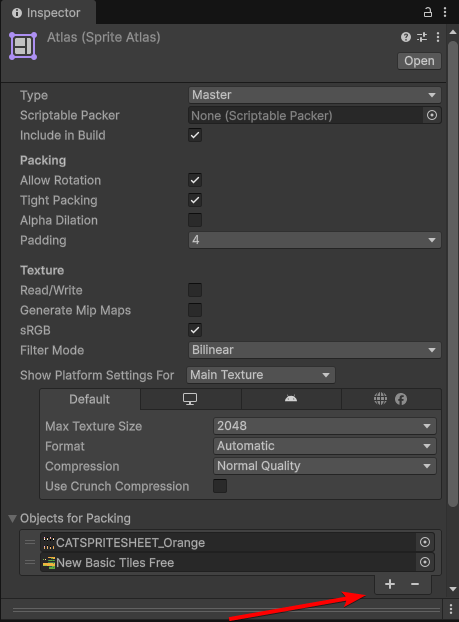 Inspector
Atlas (Sprite Atlas)
Open
Type Master
Scriptable Packer None (Scriptable Packer)
Include in Build
Packing
Allow Rotation
Tight Packing
Alpha Dilation
Padding 4
Texture
Read/Write
Generate Mip Maps
sRGB
Filter Mode Bilinear
Show Platform Settings For Main Texture
Default
Max Texture Size 2048
Format Automatic
Compression Normal Quality
Use Crunch Compression
Objects for Packing
CATSPRITESHEET_Orange
New Basic Tiles Free